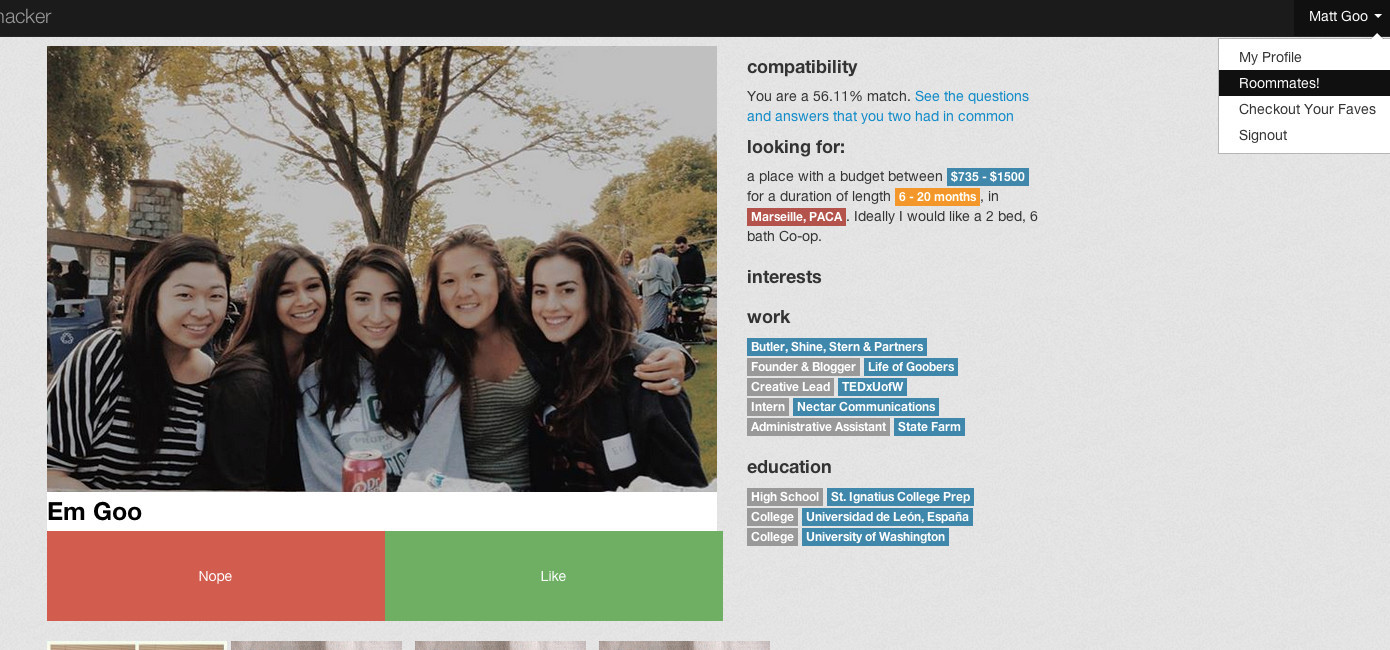 hacker
Matt Goo
My Profile
Roommates!
Checkout Your Faves
Signout
compatibility
You are a 56.11% match. See the questions
and answers that you two had in common
looking for:
a place with a budget between $735 - $1500
for a duration of length 6 - 20 months, in
Marseille, PACA. Ideally I would like a 2 bed, 6
bath Co-op.
interests
work
Butler, Shine, Stern & Partners
Founder & Blogger Life of Goobers
Creative Lead TEDxUofW
Intern Nectar Communications
Administrative Assistant State Farm
education
High School St. Ignatius College Prep
College Universidad de León, España
College University of Washington
Em Goo
Nope
Like